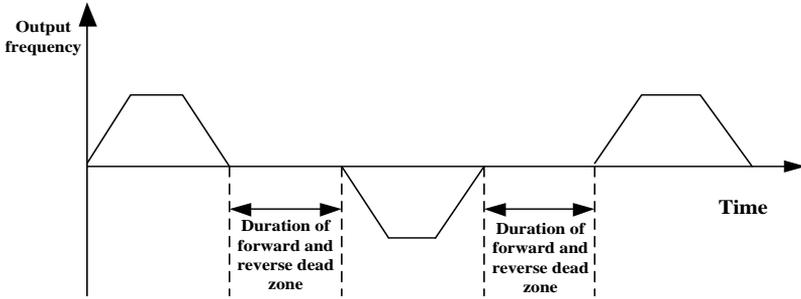 Output
frequency
Time
Duration of
forward and
reverse dead
zone
Duration of
forward and
reverse dead
zone